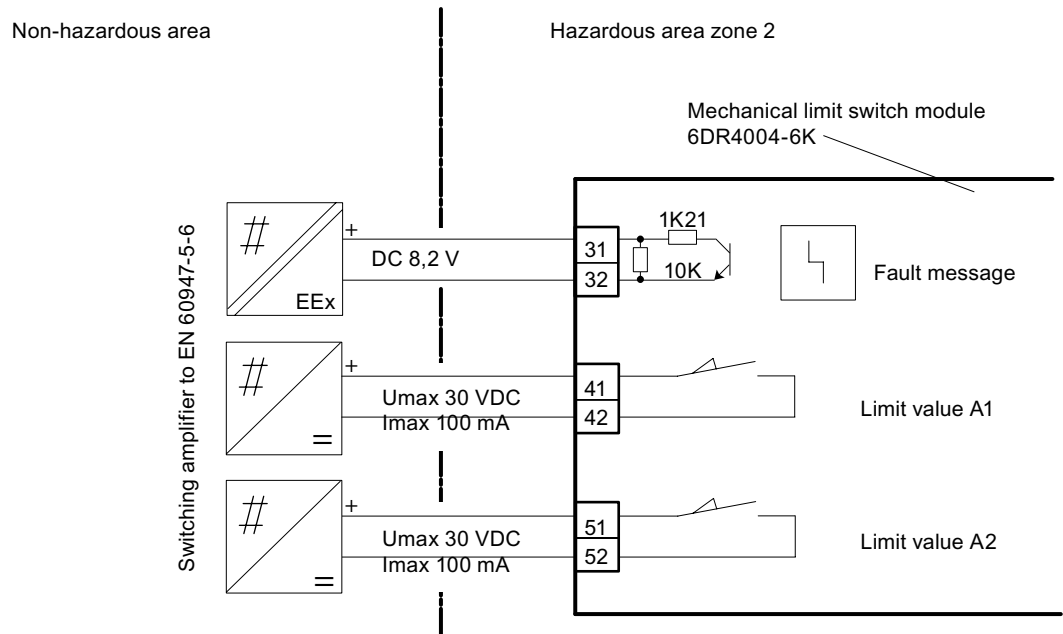 Non-hazardous area
Hazardous area zone 2
Mechanical limit switch module
6DR4004-6K
Switching amplifier to EN 60947-5-6
#
EEx
+
DC 8,2 V
31
32
1K21
10K
Fault message
#
=
+
Umax 30 VDC
Imax 100 mA
41
42
Limit value A1
#
=
+
Umax 30 VDC
Imax 100 mA
51
52
Limit value A2